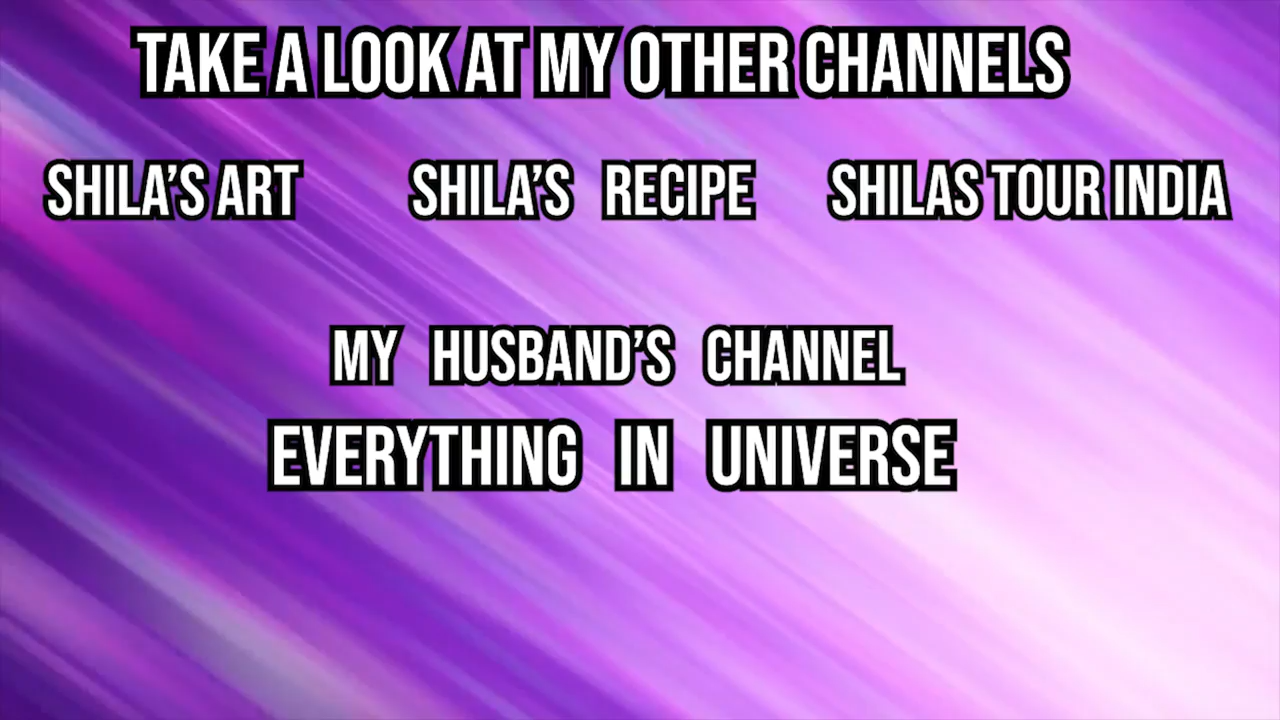 TAKE A LOOK AT MY OTHER CHANNELS
SHILA'S ART SHILA'S RECIPE SHILAS TOUR INDIA
MY HUSBAND'S CHANNEL
EVERYTHING IN UNIVERSE